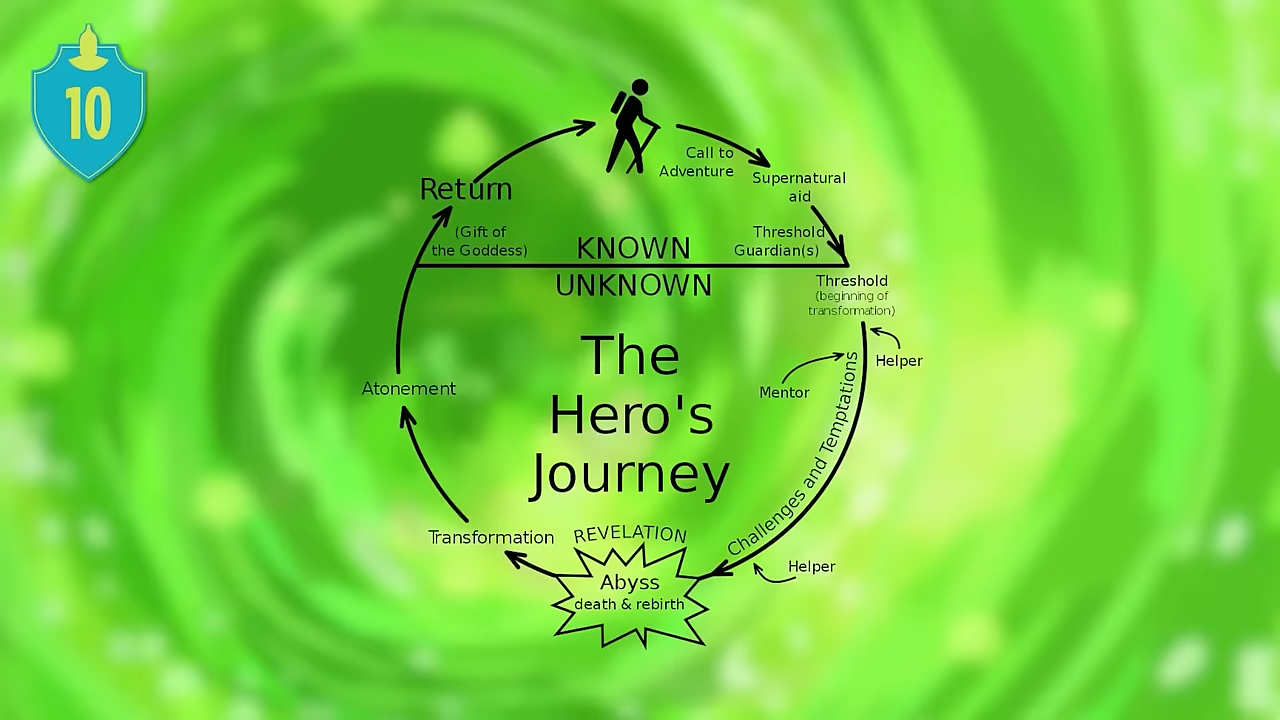 10
Call to
Adventure
Supernatural
aid
Return
(Gift of
the Goddess)
KNOWN
Threshold
Guardian(s)
UNKNOWN
Threshold
(beginning of
transformation)
The
Hero's
Journey
Helper
Mentor
Challenges and Temptations
Atonement
Helper
Transformation
REVELATION
Abyss
death & rebirth